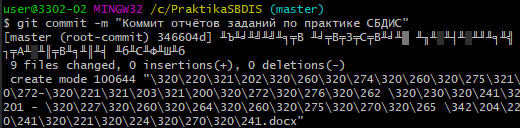 user@3302-02 MINGW32 /c/PraktikaSBDIS (master)
$ git commit -m "Коммит отчётов заданий по практике СБДИС"
[master (root-commit) 346604d]
9 files changed, 0 insertions(+), 0 deletions(-)
create mode 100644 "\320\220\321\202\320\260\320\274\320\260\320\275\321\
0\272-\320\321\321\203\321\200\320\272\320\276\320\262 \320\230\320\241\32
201 - \320\227\320\260\320\264\320\260\320\275\320\270\320\265 \342\204\22
0\241\320\221\320\224\320\270\320\241.docx"